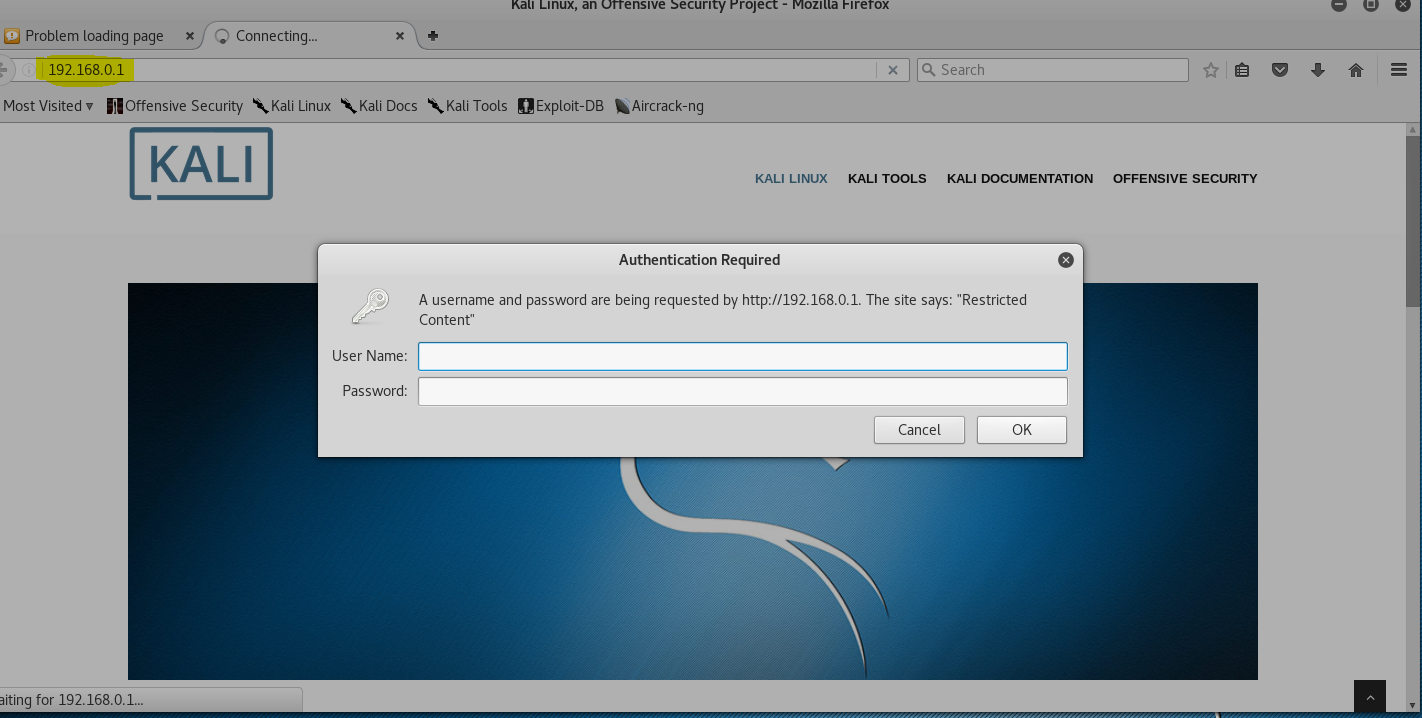 Kali Linux, an Offensive Security Project - Mozilla Firefox
Problem loading page
Connecting...
192.168.0.1
Search
Most Visited
Offensive Security
Kali Linux
Kali Docs
Kali Tools
Exploit-DB
Aircrack-ng
KALI
KALI LINUX
KALI TOOLS
KALI DOCUMENTATION
OFFENSIVE SECURITY
Authentication Required
A username and password are being requested by http://192.168.0.1. The site says: "Restricted
Content"
User Name:
Password:
Cancel
OK
aiting for 192.168.0.1...